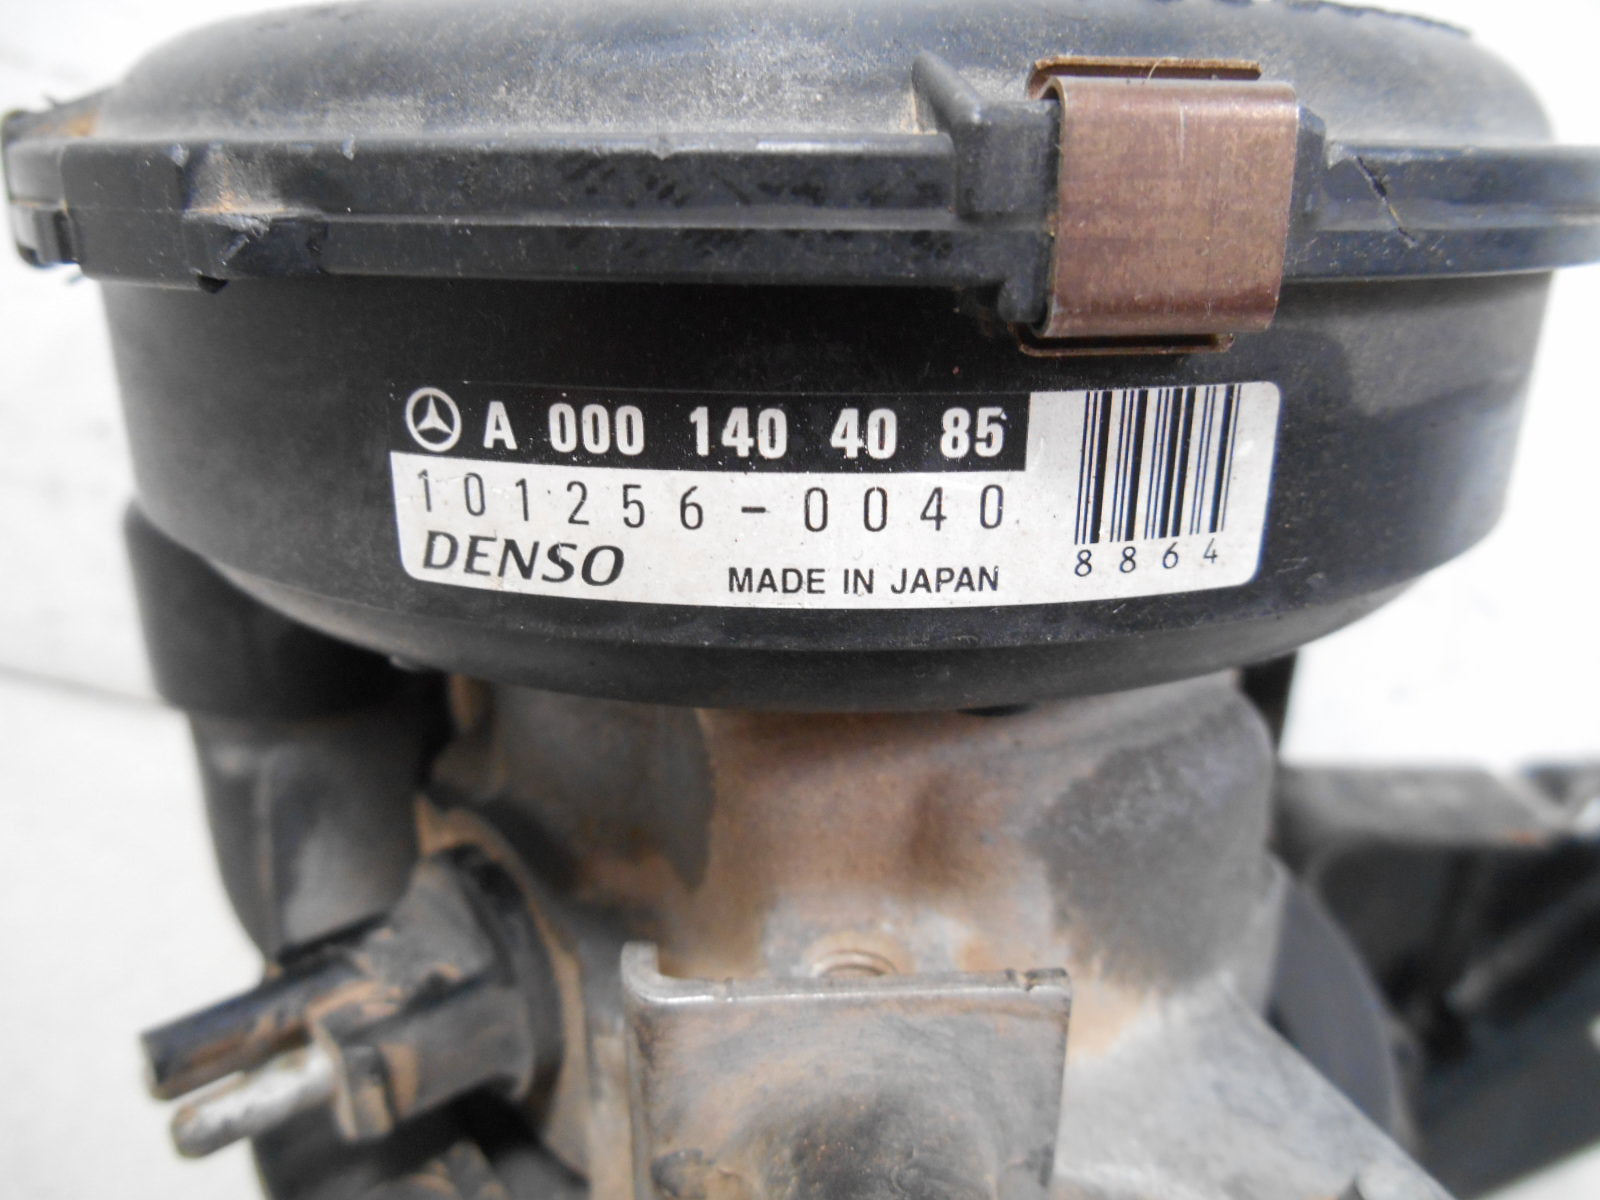 A 000 140 40 85
101256-0040
DENSO MADE IN JAPAN
8864